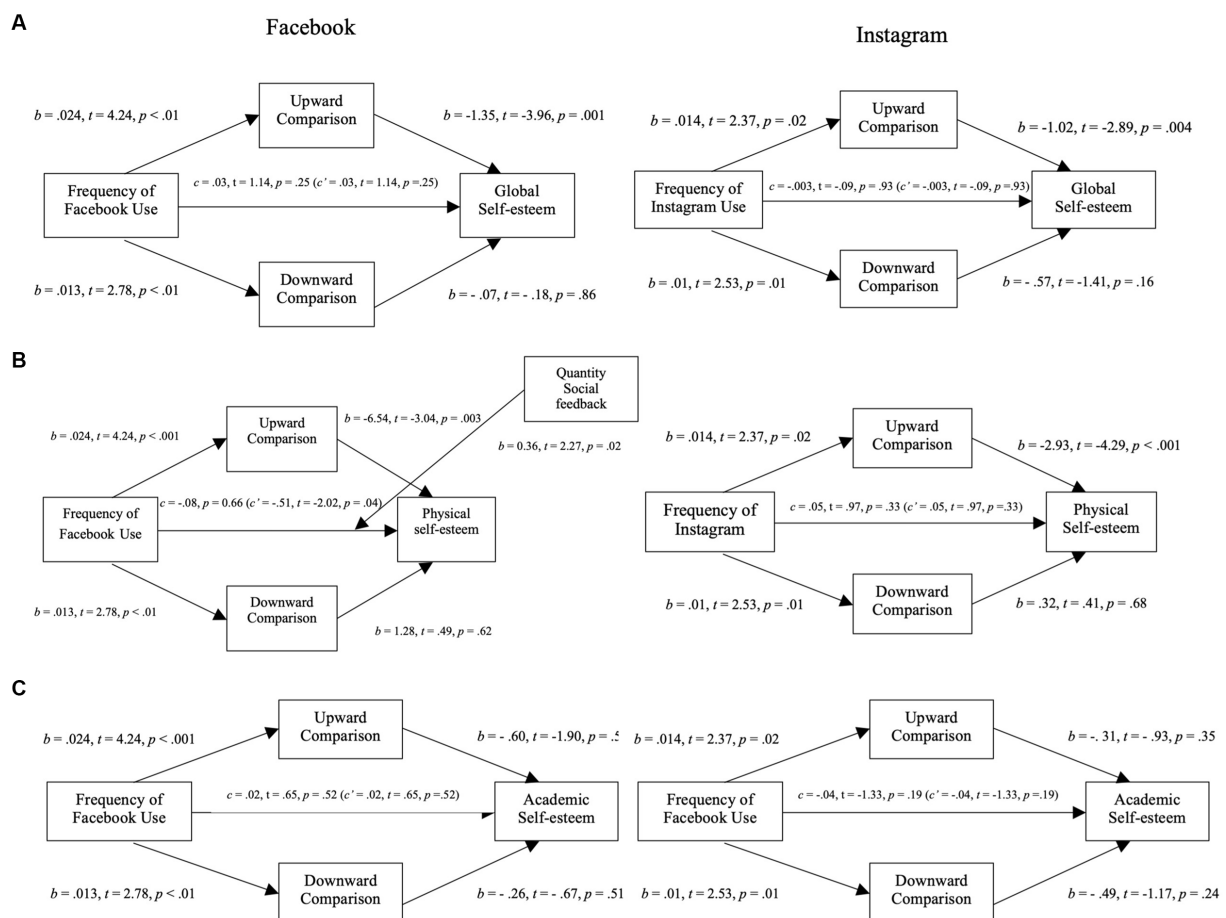 A
Facebook
Instagram
b = .024, t = 4.24, p < .01
Upward
Comparison
b = -1.35, t = -3.96, p = .001
Frequency of
Facebook Use
c = .03, t = 1.14, p = .25 (c' = .03, t = 1.14, p =.25)
Global
Self-esteem
b = .013, t = 2.78, p < .01
Downward
Comparison
b = - .07, t = - .18, p = .86
b = .014, t = 2.37, p = .02
Upward
Comparison
b = -1.02, t = -2.89, p = .004
Frequency of
Instagram Use
c = -.003, t = -.09, p = .93 (c' = -.003, t = -.09, p =.93)
Global
Self-esteem
b = .01, t = 2.53, p = .01
Downward
Comparison
b = - .57, t = -1.41, p = .16
B
Quantity
Social
feedback
b = 0.36, t = 2.27, p = .02
b = .024, t = 4.24, p < .001
Upward
Comparison
b = -6.54, t = -3.04, p = .003
Frequency of
Facebook Use
c = -.08, p = 0.66 (c' = -.51, t = -2.02, p = .04)
Physical
self-esteem
b = .013, t = 2.78, p < .01
Downward
Comparison
b = 1.28, t = .49, p = .62
b = .014, t = 2.37, p = .02
Upward
Comparison
b = -2.93, t = -4.29, p < .001
Frequency of
Instagram
c = .05, t = .97, p = .33 (c' = .05, t = .97, p =.33)
Physical
Self-esteem
b = .01, t = 2.53, p = .01
Downward
Comparison
b = .32, t = .41, p = .68
C
b = .024, t = 4.24, p < .001
Upward
Comparison
b = - .60, t = -1.90, p =
Frequency of
Facebook Use
c = .02, t = .65, p = .52 (c' = .02, t = .65, p =.52)
Academic
Self-esteem
b = .013, t = 2.78, p < .01
Downward
Comparison
b = - .26, t = - .67, p = .51
b = .014, t = 2.37, p = .02
Upward
Comparison
b = -. 31, t = - .93, p = .35
Frequency of
Facebook Use
c = -.04, t = -1.33, p = .19 (c' = -.04, t = -1.33, p =.19)
Academic
Self-esteem
b = .01, t = 2.53, p = .01
Downward
Comparison
b = - .49, t = -1.17, p = .24